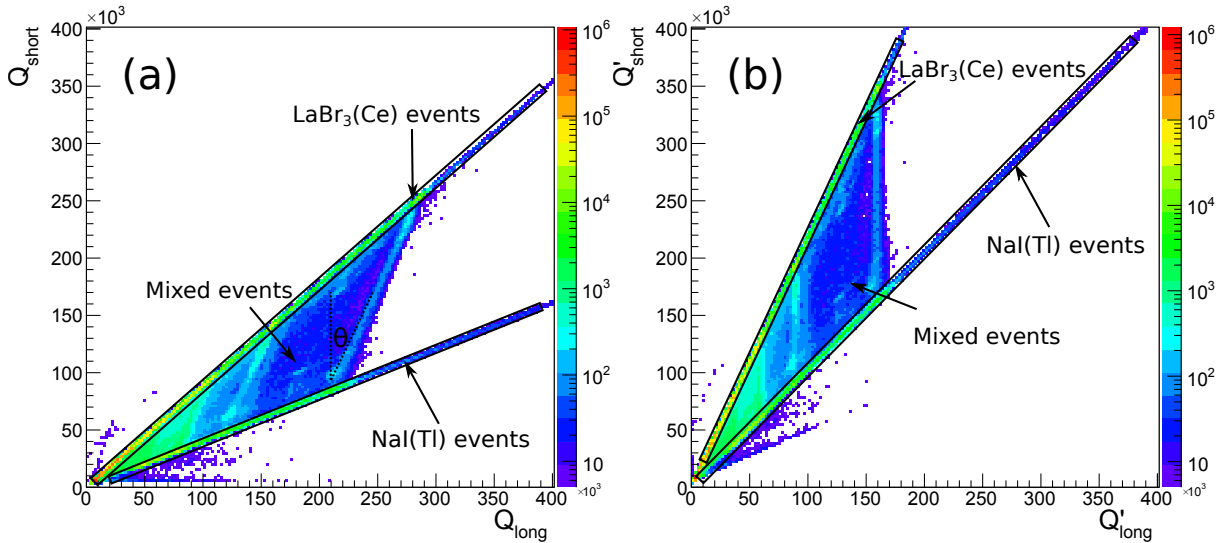 ×10³
400
350
300
250
200
150
100
50
0
Q_short
(a)
LaBr₃(Ce) events
Mixed events
θ
NaI(Tl) events
0 50 100 150 200 250 300 350 400
×10³
Q_long
10⁶
10⁵
10⁴
10³
10²
10
×10³
400
350
300
250
200
150
100
50
0
Q'_short
(b)
LaBr₃(Ce) events
NaI(Tl) events
Mixed events
0 50 100 150 200 250 300 350 400
×10³
Q'_long
10⁶
10⁵
10⁴
10³
10²
10